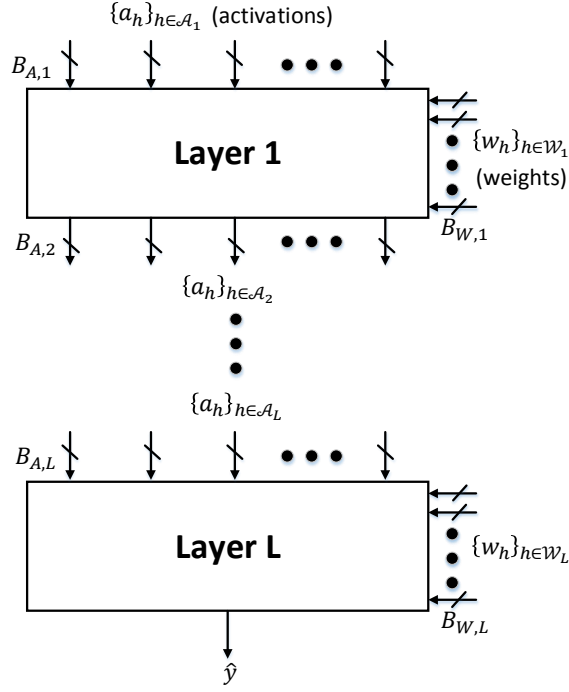 {a_h}_{h∈𝒜_1} (activations)
B_{A,1}
Layer 1
{w_h}_{h∈𝒲_1}
(weights)
B_{W,1}
B_{A,2}
{a_h}_{h∈𝒜_2}
{a_h}_{h∈𝒜_L}
B_{A,L}
Layer L
{w_h}_{h∈𝒲_L}
B_{W,L}
ŷ